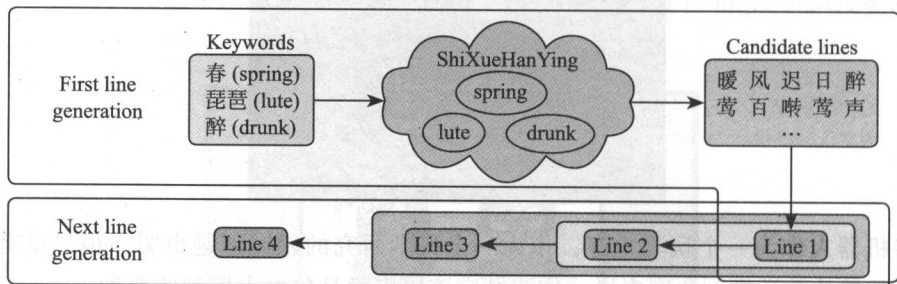 Keywords
春 (spring)
琵琶 (lute)
醉 (drunk)
First line
generation
ShiXueHanYing
spring
lute
drunk
Candidate lines
暖 风 迟 日 醉
莺 百 啭 莺 声
…
Next line
generation
Line 4
Line 3
Line 2
Line 1